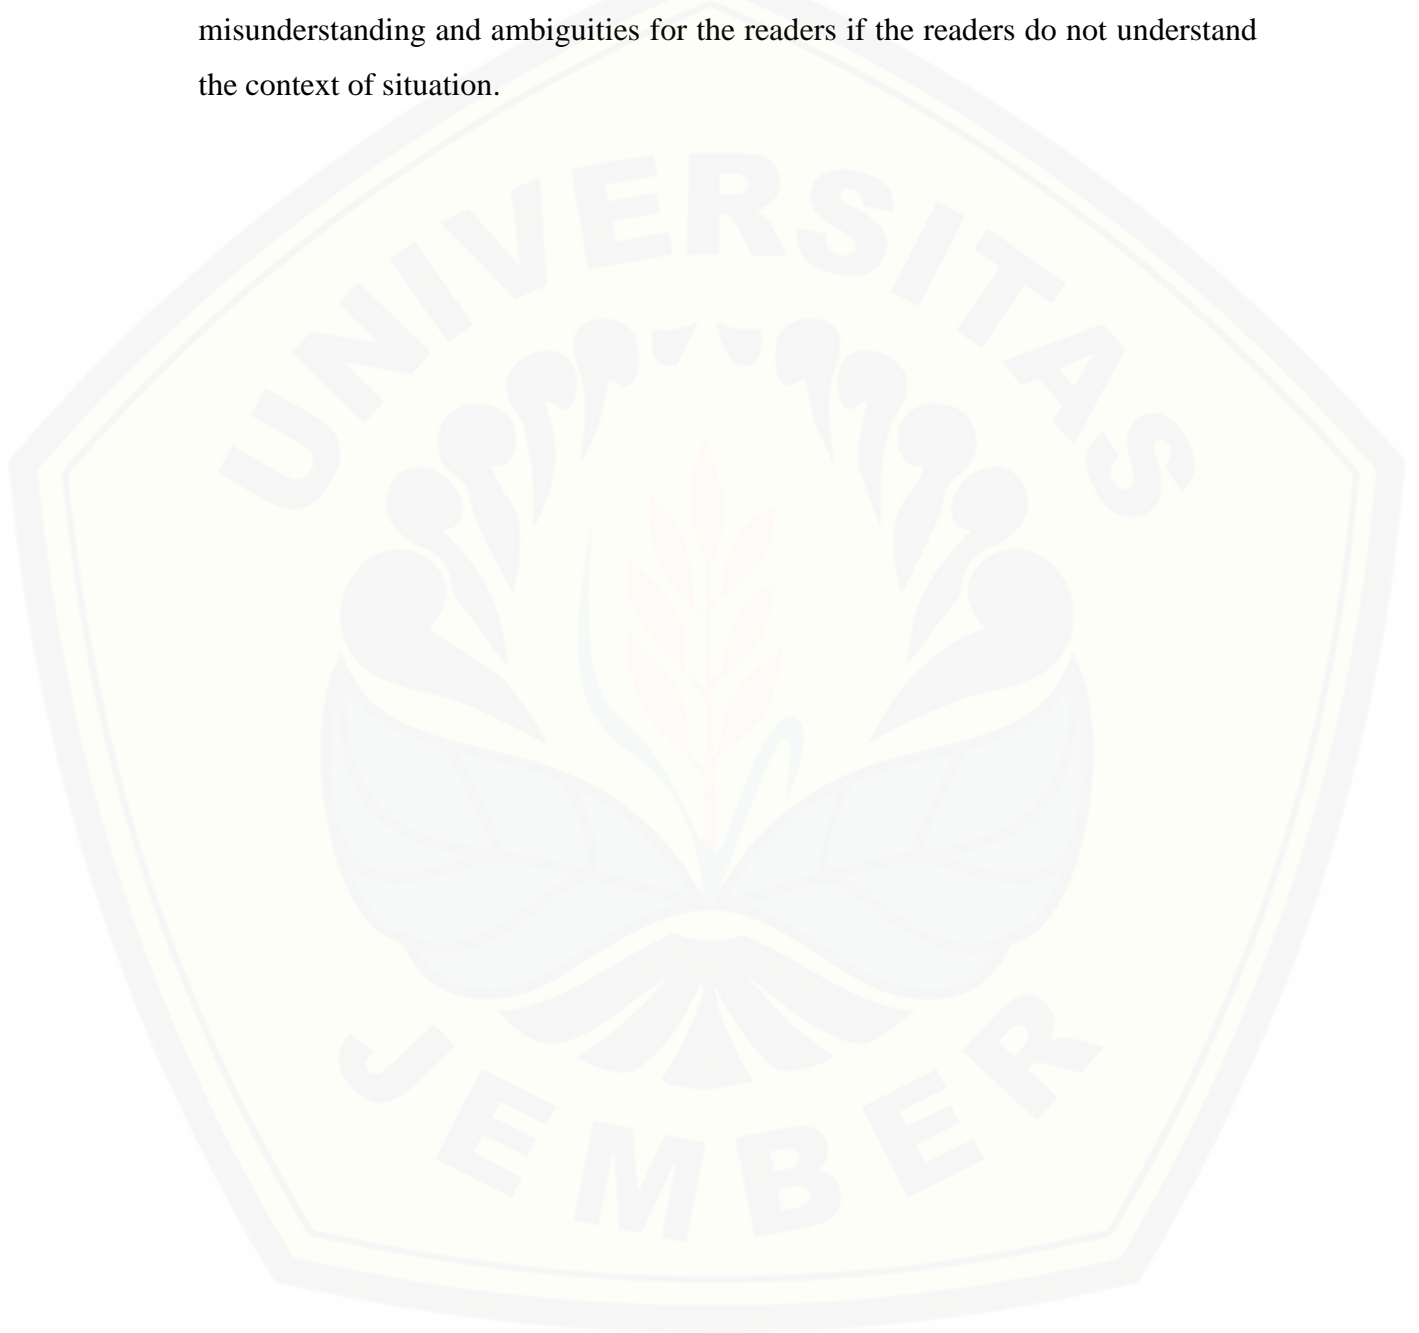 misunderstanding and ambiguities for the readers if the readers do not understand
the context of situation.
UNIVERSITAS
JEMBER